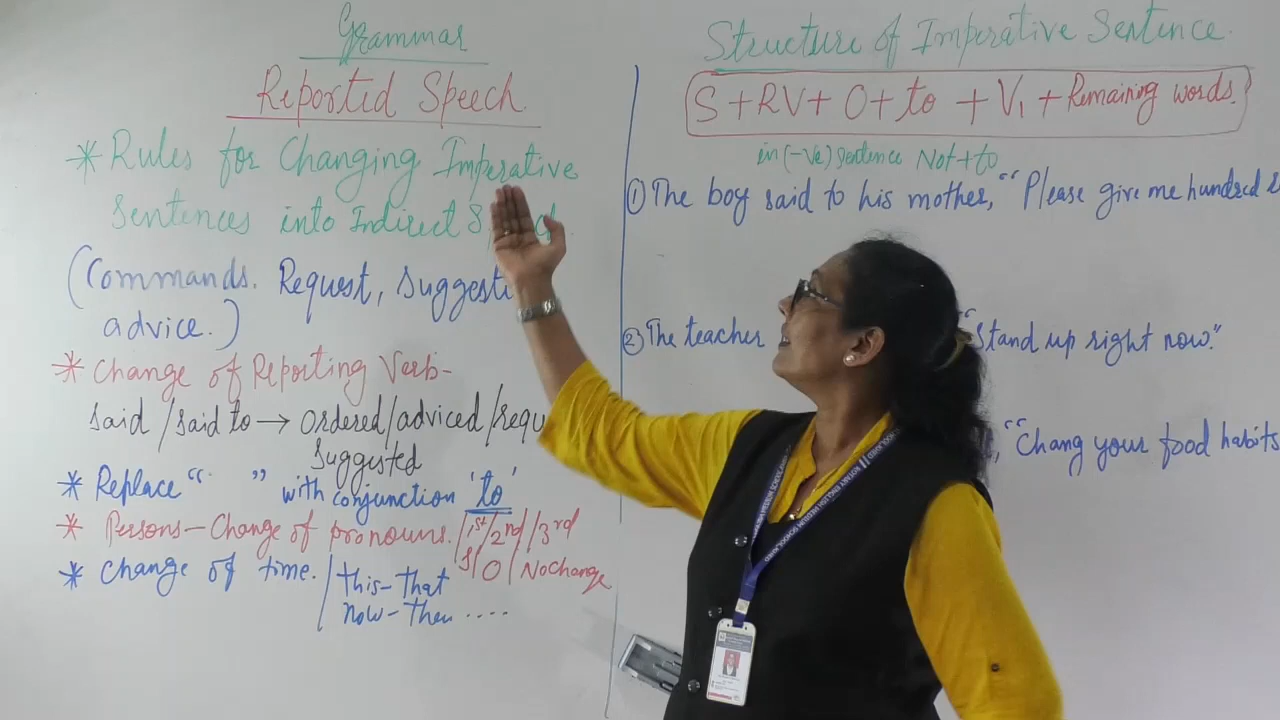 Grammar
Reported Speech
* Rules for Changing Imperative
Sentences into Indirect
(Commands. Request, suggesti
advice.)
* Change of Reporting Verb-
Said / Said to → Ordered/adviced/requ
Suggested
* Replace “ ” with conjunction 'to'
* Persons – Change of pronouns. / 1st / 2nd / 3rd
S / O / No change
* Change of time. / this – that
now – then ....
Structure of Imperative Sentence.
S + RV + O + to + V1 + Remaining words.
in (-ve) sentence Not + to
① The boy said to his mother, “Please give me hundred
② The teacher “Stand up right now.”
, “Chang your food habits